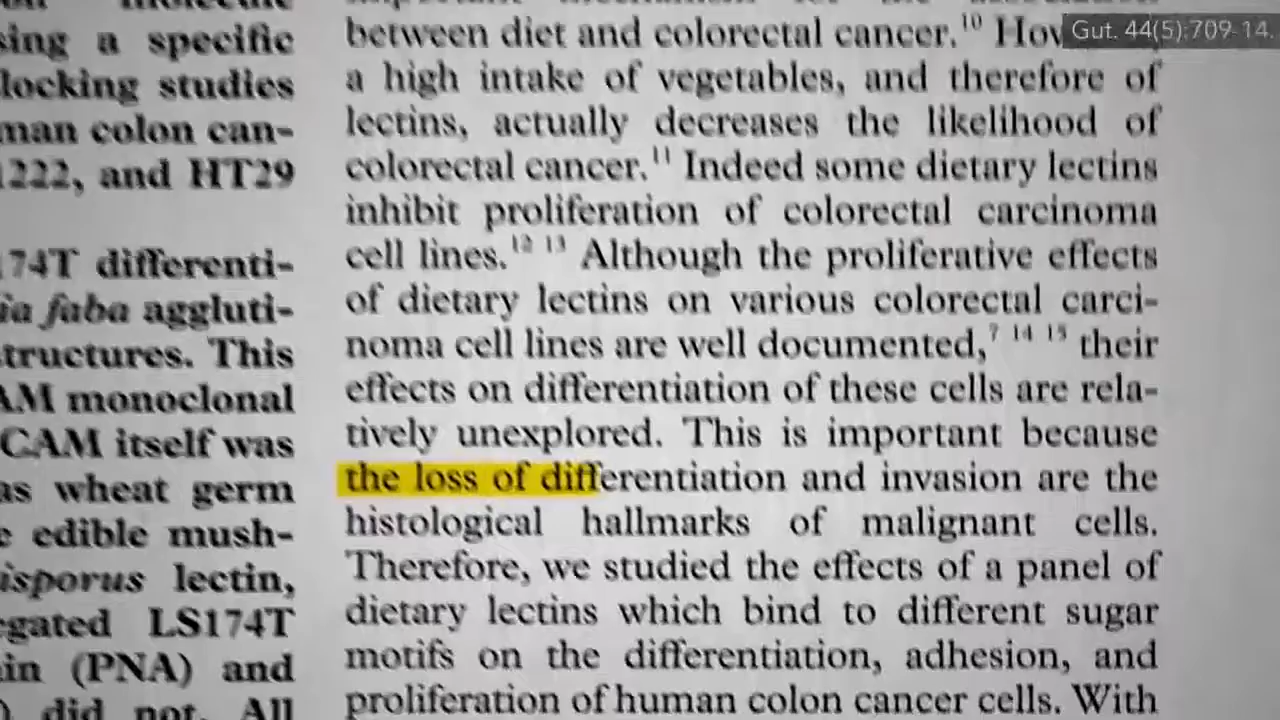 Gut. 44(5):709-14.
sing a specific
locking studies
man colon can-
1222, and HT29
174T differenti-
ia faba aggluti-
structures. This
AM monoclonal
CAM itself was
as wheat germ
e edible mush-
isporus lectin,
egated LS174T
in (PNA) and
did not. All
between diet and colorectal cancer.10
a high intake of vegetables, and therefore of
lectins, actually decreases the likelihood of
colorectal cancer.11 Indeed some dietary lectins
inhibit proliferation of colorectal carcinoma
cell lines.12 13 Although the proliferative effects
of dietary lectins on various colorectal carci-
noma cell lines are well documented,7 14 15 their
effects on differentiation of these cells are rela-
tively unexplored. This is important because
the loss of differentiation and invasion are the
histological hallmarks of malignant cells.
Therefore, we studied the effects of a panel of
dietary lectins which bind to different sugar
motifs on the differentiation, adhesion, and
proliferation of human colon cancer cells. With